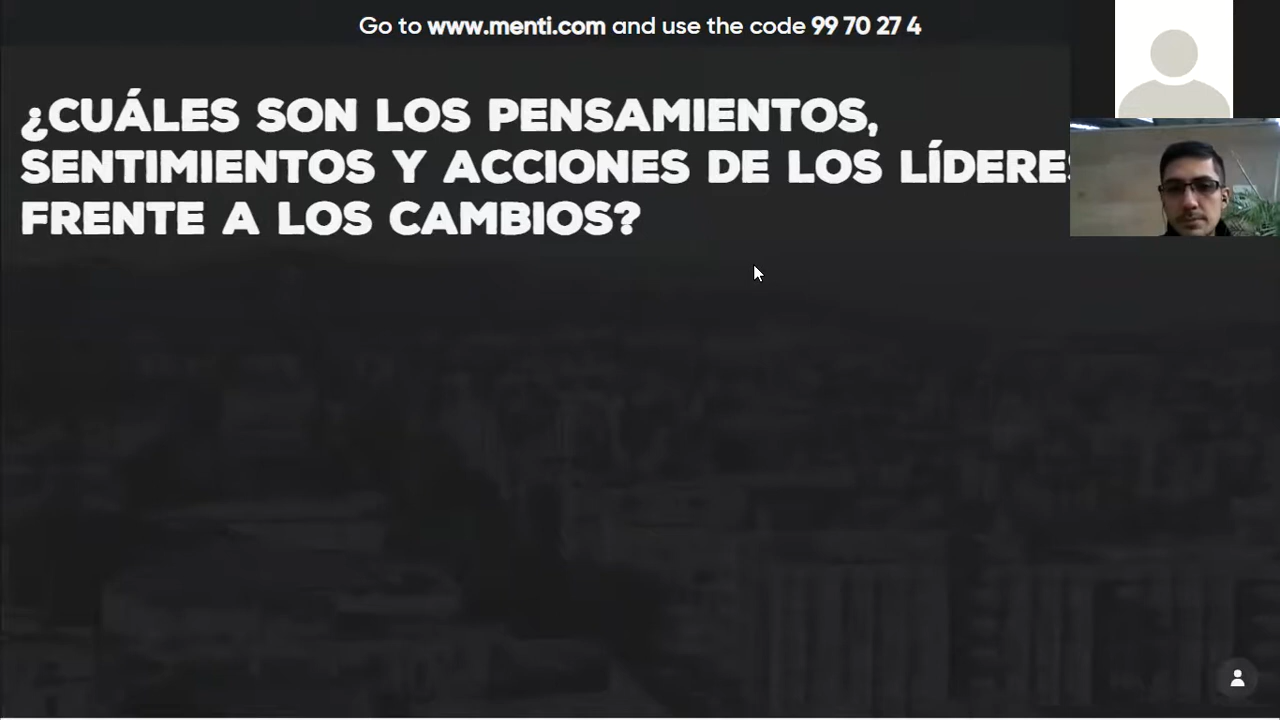 Go to www.menti.com and use the code 99 70 27 4
¿CUÁLES SON LOS PENSAMIENTOS,
SENTIMIENTOS Y ACCIONES DE LOS LÍDERES
FRENTE A LOS CAMBIOS?